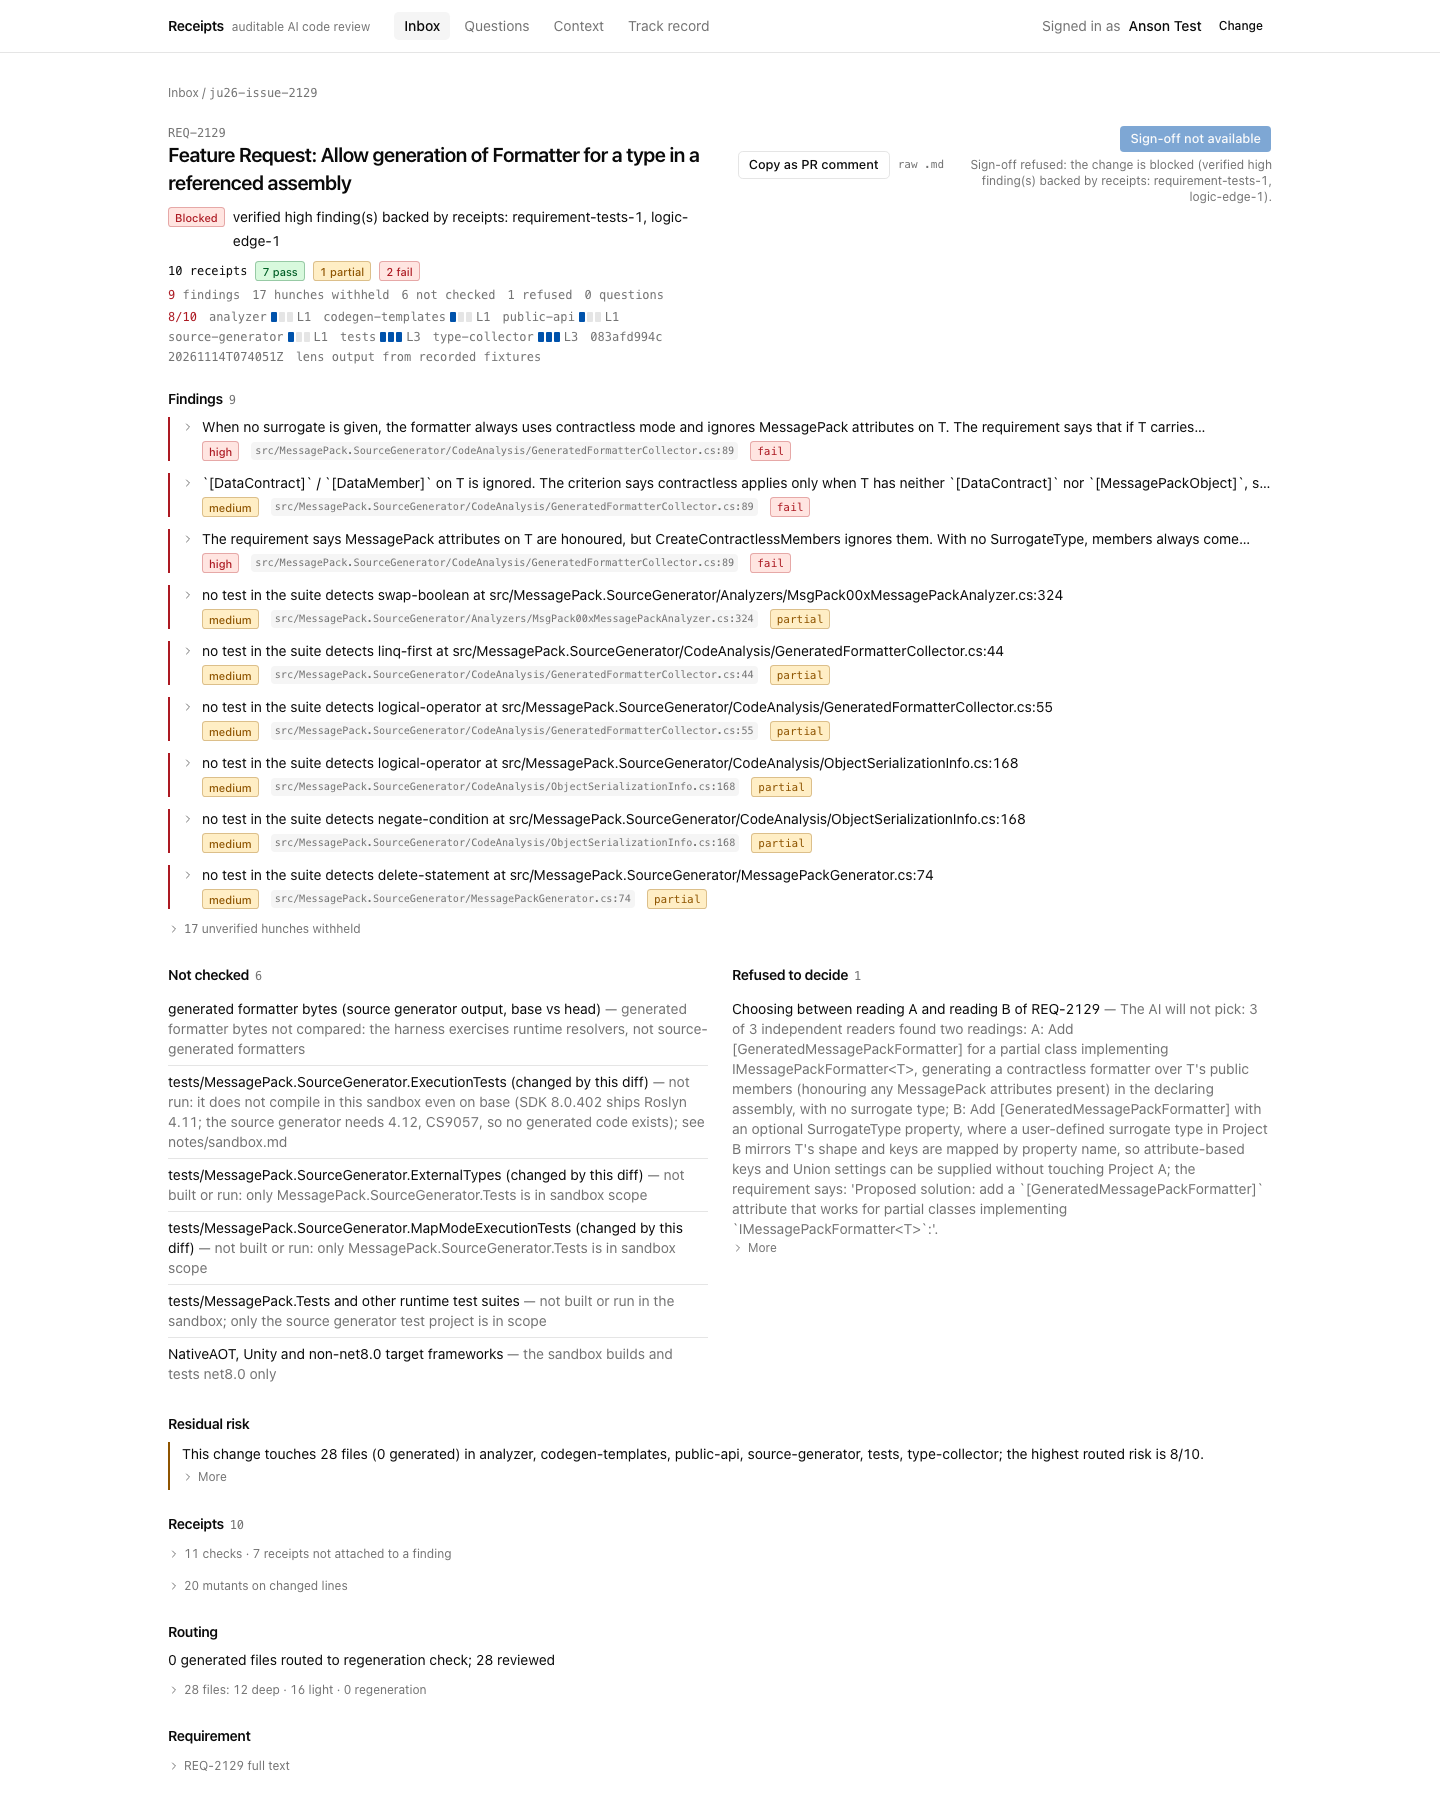 Receipts auditable AI code review Inbox Questions Context Track record Signed in as Anson Test Change
Inbox / ju26-issue-2129
REQ-2129
Feature Request: Allow generation of Formatter for a type in a
referenced assembly
Copy as PR comment raw .md
Sign-off not available
Sign-off refused: the change is blocked (verified high
finding(s) backed by receipts: requirement-tests-1,
logic-edge-1).
Blocked verified high finding(s) backed by receipts: requirement-tests-1, logic-
edge-1
10 receipts 7 pass 1 partial 2 fail
9 findings 17 hunches withheld 6 not checked 1 refused 0 questions
8/10 analyzer L1 codegen-templates L1 public-api L1
source-generator L1 tests L3 type-collector L3 083afd994c
20261114T074051Z lens output from recorded fixtures
Findings 9
When no surrogate is given, the formatter always uses contractless mode and ignores MessagePack attributes on T. The requirement says that if T carries…
high src/MessagePack.SourceGenerator/CodeAnalysis/GeneratedFormatterCollector.cs:89 fail
`[DataContract]` / `[DataMember]` on T is ignored. The criterion says contractless applies only when T has neither `[DataContract]` nor `[MessagePackObject]`, s…
medium src/MessagePack.SourceGenerator/CodeAnalysis/GeneratedFormatterCollector.cs:89 fail
The requirement says MessagePack attributes on T are honoured, but CreateContractlessMembers ignores them. With no SurrogateType, members always come…
high src/MessagePack.SourceGenerator/CodeAnalysis/GeneratedFormatterCollector.cs:89 fail
no test in the suite detects swap-boolean at src/MessagePack.SourceGenerator/Analyzers/MsgPack00xMessagePackAnalyzer.cs:324
medium src/MessagePack.SourceGenerator/Analyzers/MsgPack00xMessagePackAnalyzer.cs:324 partial
no test in the suite detects linq-first at src/MessagePack.SourceGenerator/CodeAnalysis/GeneratedFormatterCollector.cs:44
medium src/MessagePack.SourceGenerator/CodeAnalysis/GeneratedFormatterCollector.cs:44 partial
no test in the suite detects logical-operator at src/MessagePack.SourceGenerator/CodeAnalysis/GeneratedFormatterCollector.cs:55
medium src/MessagePack.SourceGenerator/CodeAnalysis/GeneratedFormatterCollector.cs:55 partial
no test in the suite detects logical-operator at src/MessagePack.SourceGenerator/CodeAnalysis/ObjectSerializationInfo.cs:168
medium src/MessagePack.SourceGenerator/CodeAnalysis/ObjectSerializationInfo.cs:168 partial
no test in the suite detects negate-condition at src/MessagePack.SourceGenerator/CodeAnalysis/ObjectSerializationInfo.cs:168
medium src/MessagePack.SourceGenerator/CodeAnalysis/ObjectSerializationInfo.cs:168 partial
no test in the suite detects delete-statement at src/MessagePack.SourceGenerator/MessagePackGenerator.cs:74
medium src/MessagePack.SourceGenerator/MessagePackGenerator.cs:74 partial
17 unverified hunches withheld
Not checked 6
generated formatter bytes (source generator output, base vs head) — generated
formatter bytes not compared: the harness exercises runtime resolvers, not source-
generated formatters
tests/MessagePack.SourceGenerator.ExecutionTests (changed by this diff) — not
run: it does not compile in this sandbox even on base (SDK 8.0.402 ships Roslyn
4.11; the source generator needs 4.12, CS9057, so no generated code exists); see
notes/sandbox.md
tests/MessagePack.SourceGenerator.ExternalTypes (changed by this diff) — not
built or run: only MessagePack.SourceGenerator.Tests is in sandbox scope
tests/MessagePack.SourceGenerator.MapModeExecutionTests (changed by this
diff) — not built or run: only MessagePack.SourceGenerator.Tests is in sandbox
scope
tests/MessagePack.Tests and other runtime test suites — not built or run in the
sandbox; only the source generator test project is in scope
NativeAOT, Unity and non-net8.0 target frameworks — the sandbox builds and
tests net8.0 only
Refused to decide 1
Choosing between reading A and reading B of REQ-2129 — The AI will not pick: 3
of 3 independent readers found two readings: A: Add
[GeneratedMessagePackFormatter] for a partial class implementing
IMessagePackFormatter<T>, generating a contractless formatter over T's public
members (honouring any MessagePack attributes present) in the declaring
assembly, with no surrogate type; B: Add [GeneratedMessagePackFormatter] with
an optional SurrogateType property, where a user-defined surrogate type in Project
B mirrors T's shape and keys are mapped by property name, so attribute-based
keys and Union settings can be supplied without touching Project A; the
requirement says: 'Proposed solution: add a `[GeneratedMessagePackFormatter]`
attribute that works for partial classes implementing
`IMessagePackFormatter<T>`:'.
More
Residual risk
This change touches 28 files (0 generated) in analyzer, codegen-templates, public-api, source-generator, tests, type-collector; the highest routed risk is 8/10.
More
Receipts 10
11 checks · 7 receipts not attached to a finding
20 mutants on changed lines
Routing
0 generated files routed to regeneration check; 28 reviewed
28 files: 12 deep · 16 light · 0 regeneration
Requirement
REQ-2129 full text